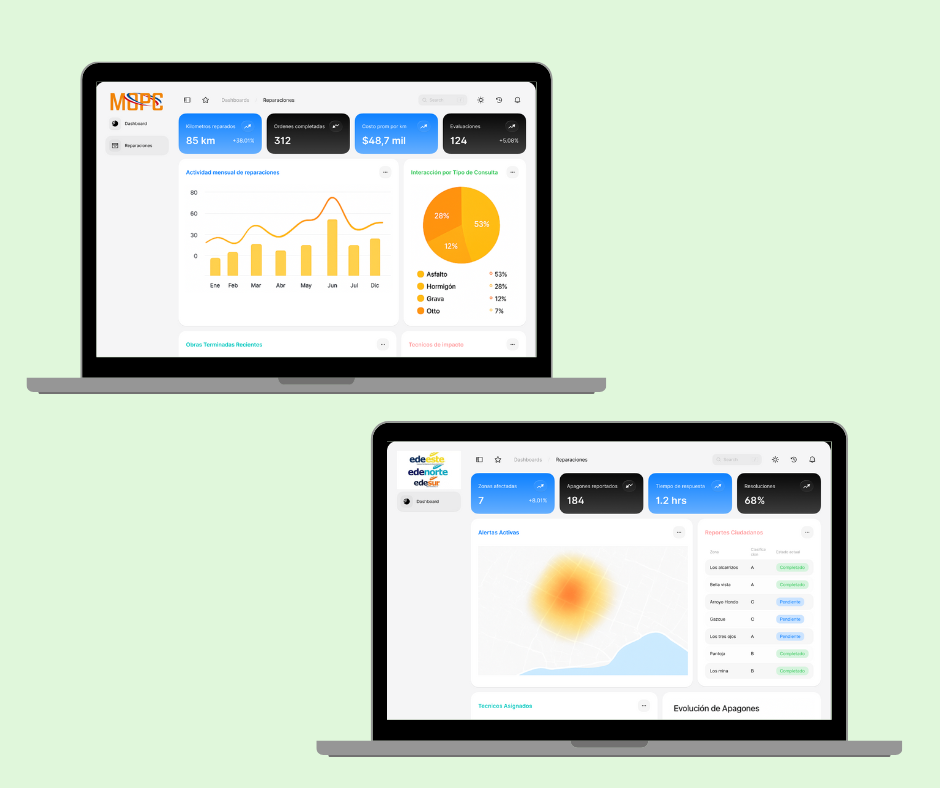 MOPC
Dashboards
Reparaciones
Search
Dashboard
Reparaciones
Kilometros reparados
85 km
+38.01%
Ordenes completadas
312
Costo prom por km
$48,7 mil
Evaluaciones
124
+5.08%
Actividad mensual de reparaciones
80
60
30
0
Ene Feb Mar Abr May Jun Jul Dic
Interacción por Tipo de Consulta
28%
53%
12%
Asfalto 53%
Hormigón 28%
Grava 12%
Otto 7%
Obras Terminadas Recientes
Tecnicos de impacto
edeeste
edenorte
edesur
Dashboards
Reparaciones
Search
Dashboard
Zonas afectadas
7
+8.01%
Apagones reportados
184
Tiempo de respuesta
1.2 hrs
Resoluciones
68%
Alertas Activas
Reportes Ciudadanos
Zona Estado actual
Los alcarrizos A Completado
Bella vista A Completado
Arroyo Hondo C Pendiente
Gazcue C Pendiente
Los tres ojos A Pendiente
Pantoja B Completado
Los mina B Completado
Tecnicos Asignados
Evolución de Apagones